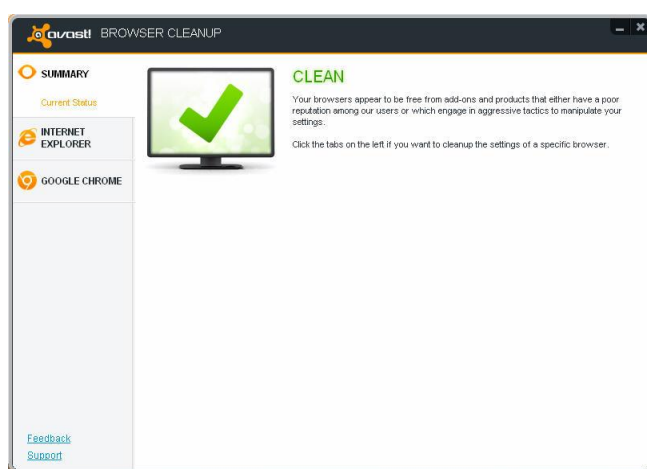 avast! BROWSER CLEANUP
SUMMARY
Current Status
INTERNET
EXPLORER
GOOGLE CHROME
CLEAN
Your browsers appear to be free from add-ons and products that either have a poor
reputation among our users or which engage in aggressive tactics to manipulate your
settings.
Click the tabs on the left if you want to cleanup the settings of a specific browser.
Feedback
Support